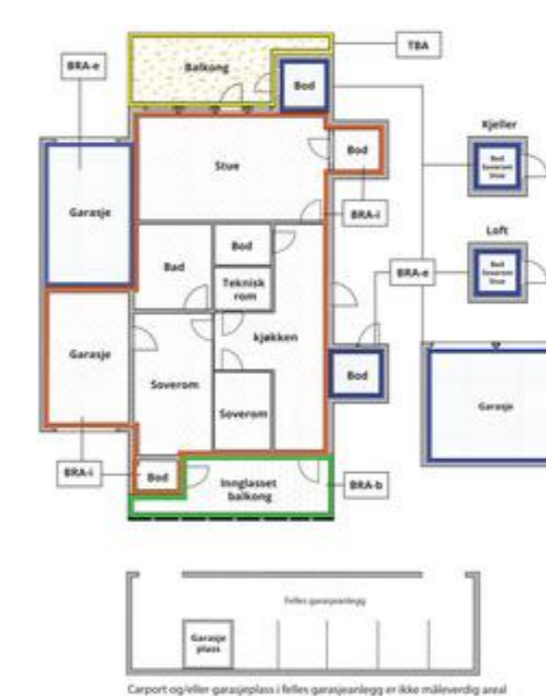 TBA
BRA-e
Balkong
Bod
Kjeller
Bod
Soverom
Stue
Stue
Bod
Garasje
BRA-i
Loft
Bod
Bad
Teknisk
rom
BRA-e
Bod
Soverom
Stue
kjøkken
Garasje
Soverom
Bod
Garasje
Soverom
BRA-i
Bod
Innglasset
balkong
BRA-b
Felles garasjeanlegg
Garasje
plass
Carport og/eller garasjeplass i felles garasjeanlegg er ikke måleverdig areal